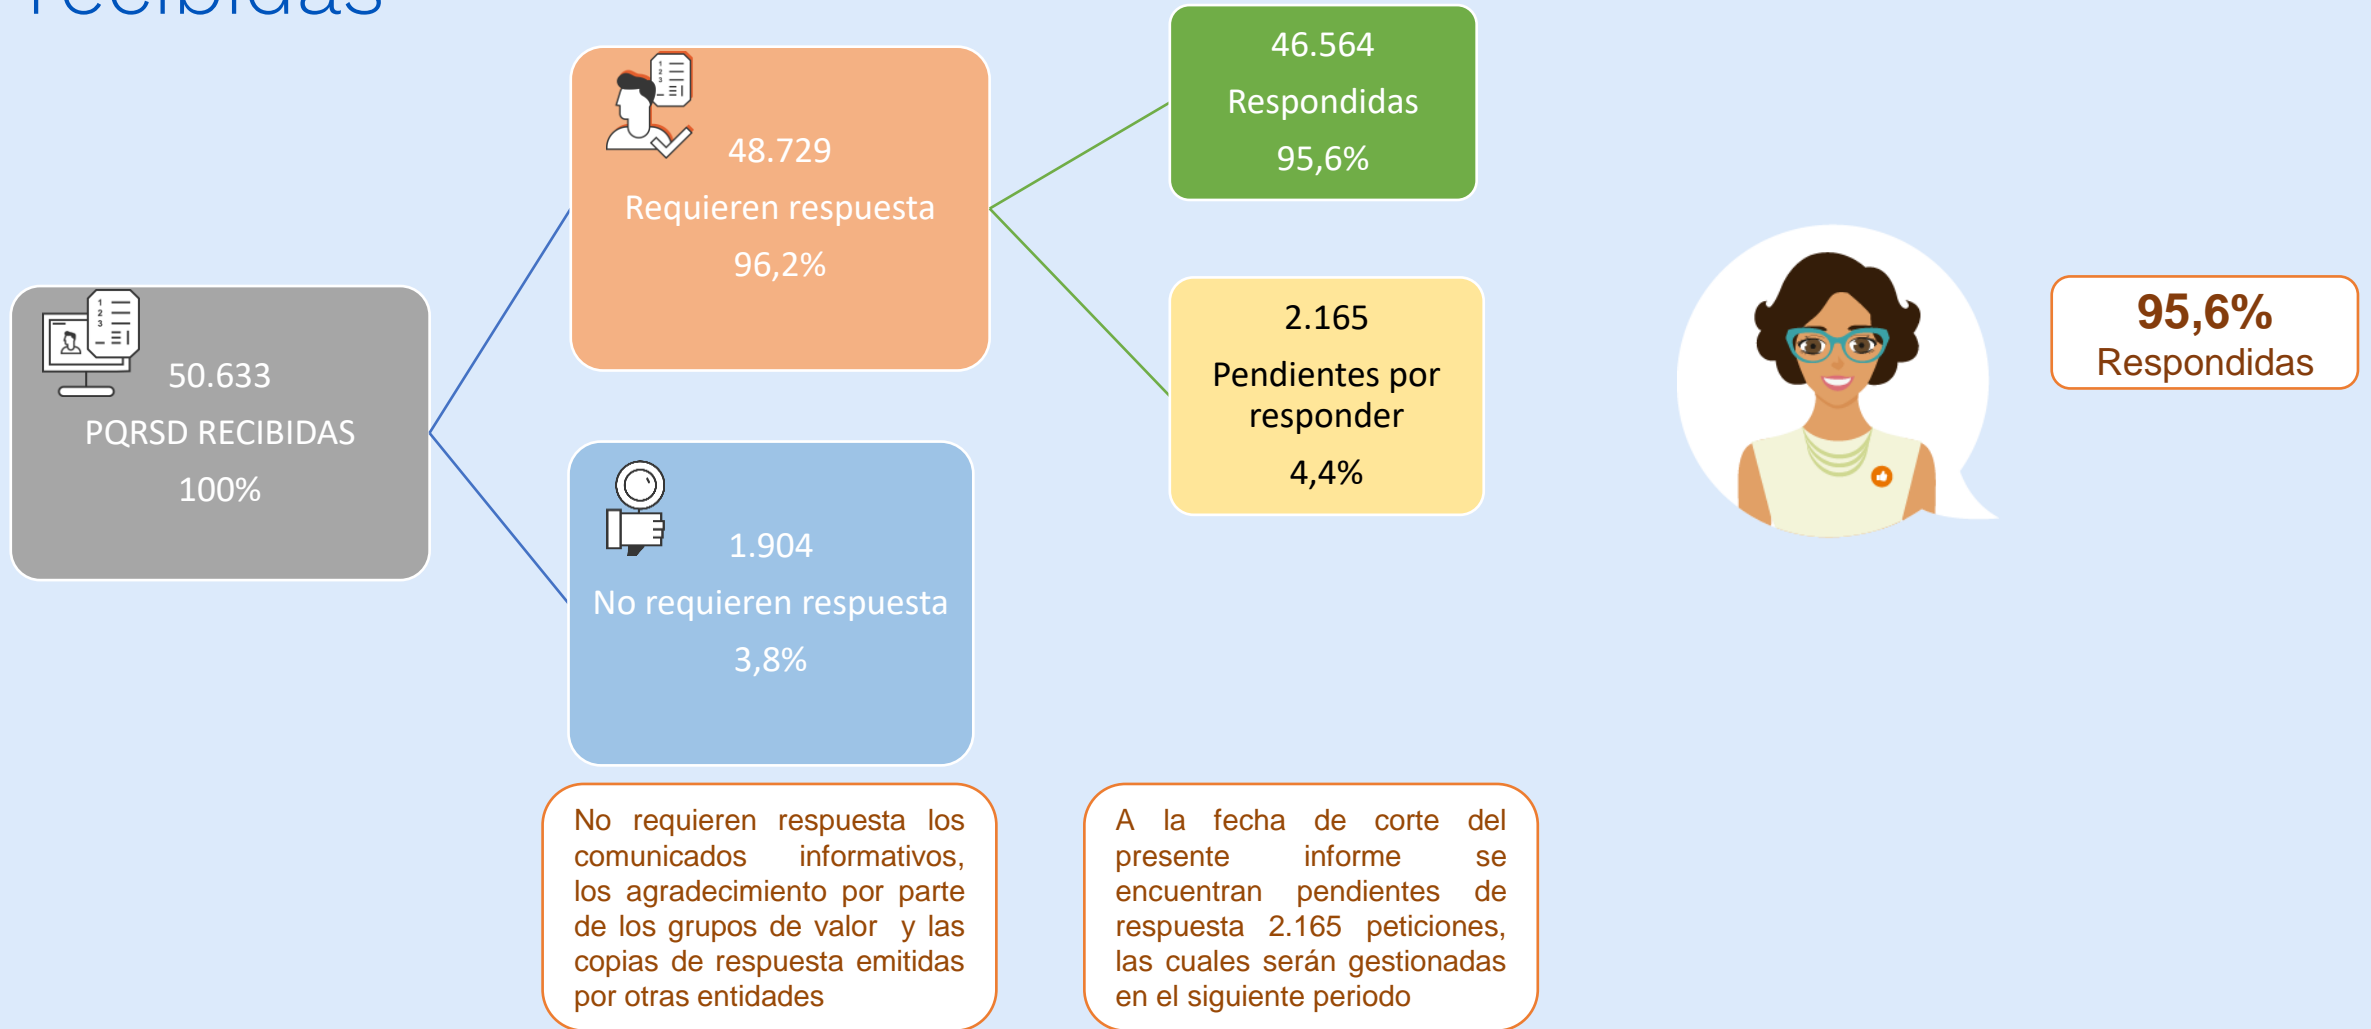 recibidas
50.633
PQRSD RECIBIDAS
100%
48.729
Requieren respuesta
96,2%
1.904
No requieren respuesta
3,8%
46.564
Respondidas
95,6%
2.165
Pendientes por
responder
4,4%
95,6%
Respondidas
No requieren respuesta los
comunicados informativos,
los agradecimiento por parte
de los grupos de valor y las
copias de respuesta emitidas
por otras entidades
A la fecha de corte del
presente informe se
encuentran pendientes de
respuesta 2.165 peticiones,
las cuales serán gestionadas
en el siguiente periodo